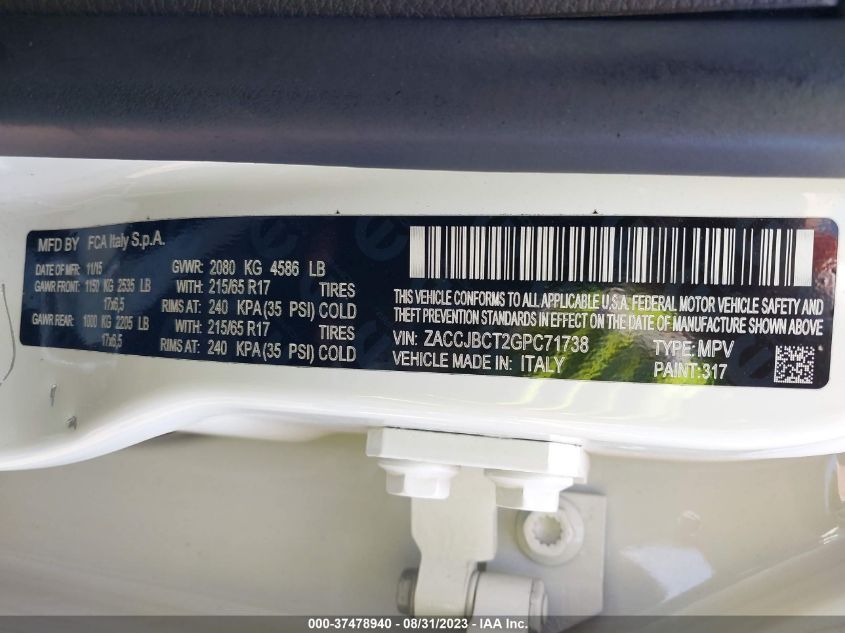 MFD BY FCA Italy S.p.A.
DATE OF MFR: 11/15 GVWR: 2080 KG 4586 LB
GAWR FRONT: 1150 KG 2535 LB WITH: 215/65 R17 TIRES
17x6,5 RIMS AT: 240 KPA(35 PSI) COLD
GAWR REAR: 1000 KG 2205 LB WITH: 215/65 R17 TIRES
17x6,5 RIMS AT: 240 KPA(35 PSI) COLD
THIS VEHICLE CONFORMS TO ALL APPLICABLE U.S.A. FEDERAL MOTOR VEHICLE SAFETY AND
THEFT PREVENTION STANDARDS IN EFFECT ON THE DATE OF MANUFACTURE SHOWN ABOVE
VIN: ZACCJBCT2GPC71738 TYPE: MPV
VEHICLE MADE IN: ITALY PAINT: 317
000-37478940 - 08/31/2023 - IAA Inc.